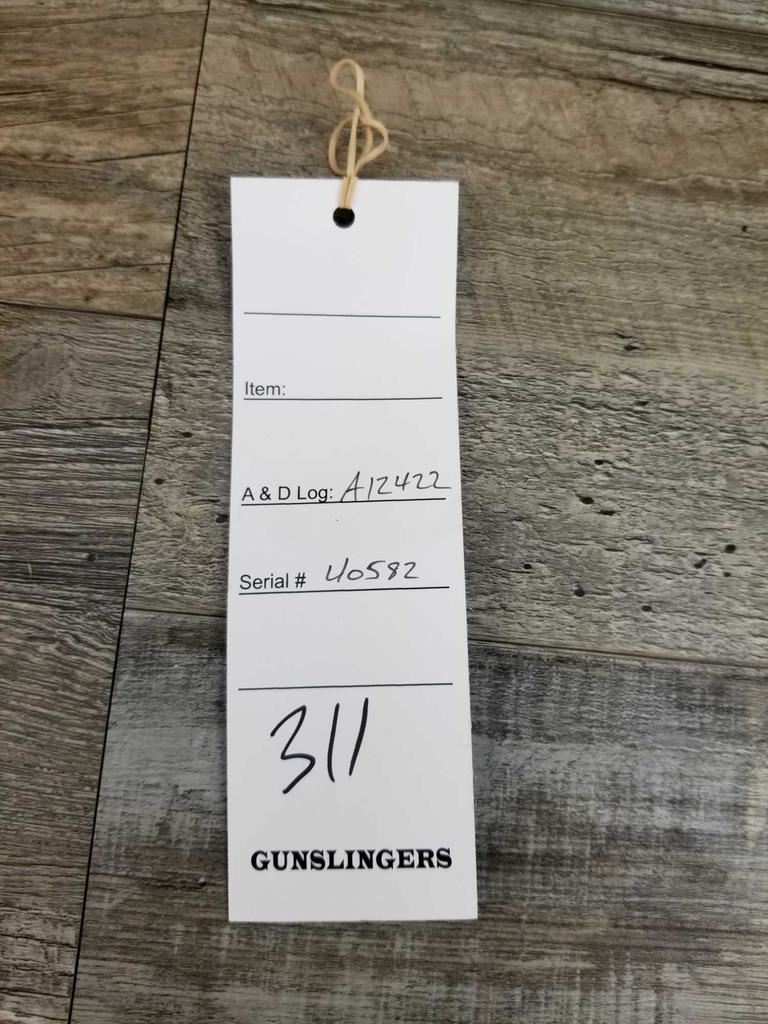 Item:
A & D Log: A12422
Serial # 40582
311
GUNSLINGERS